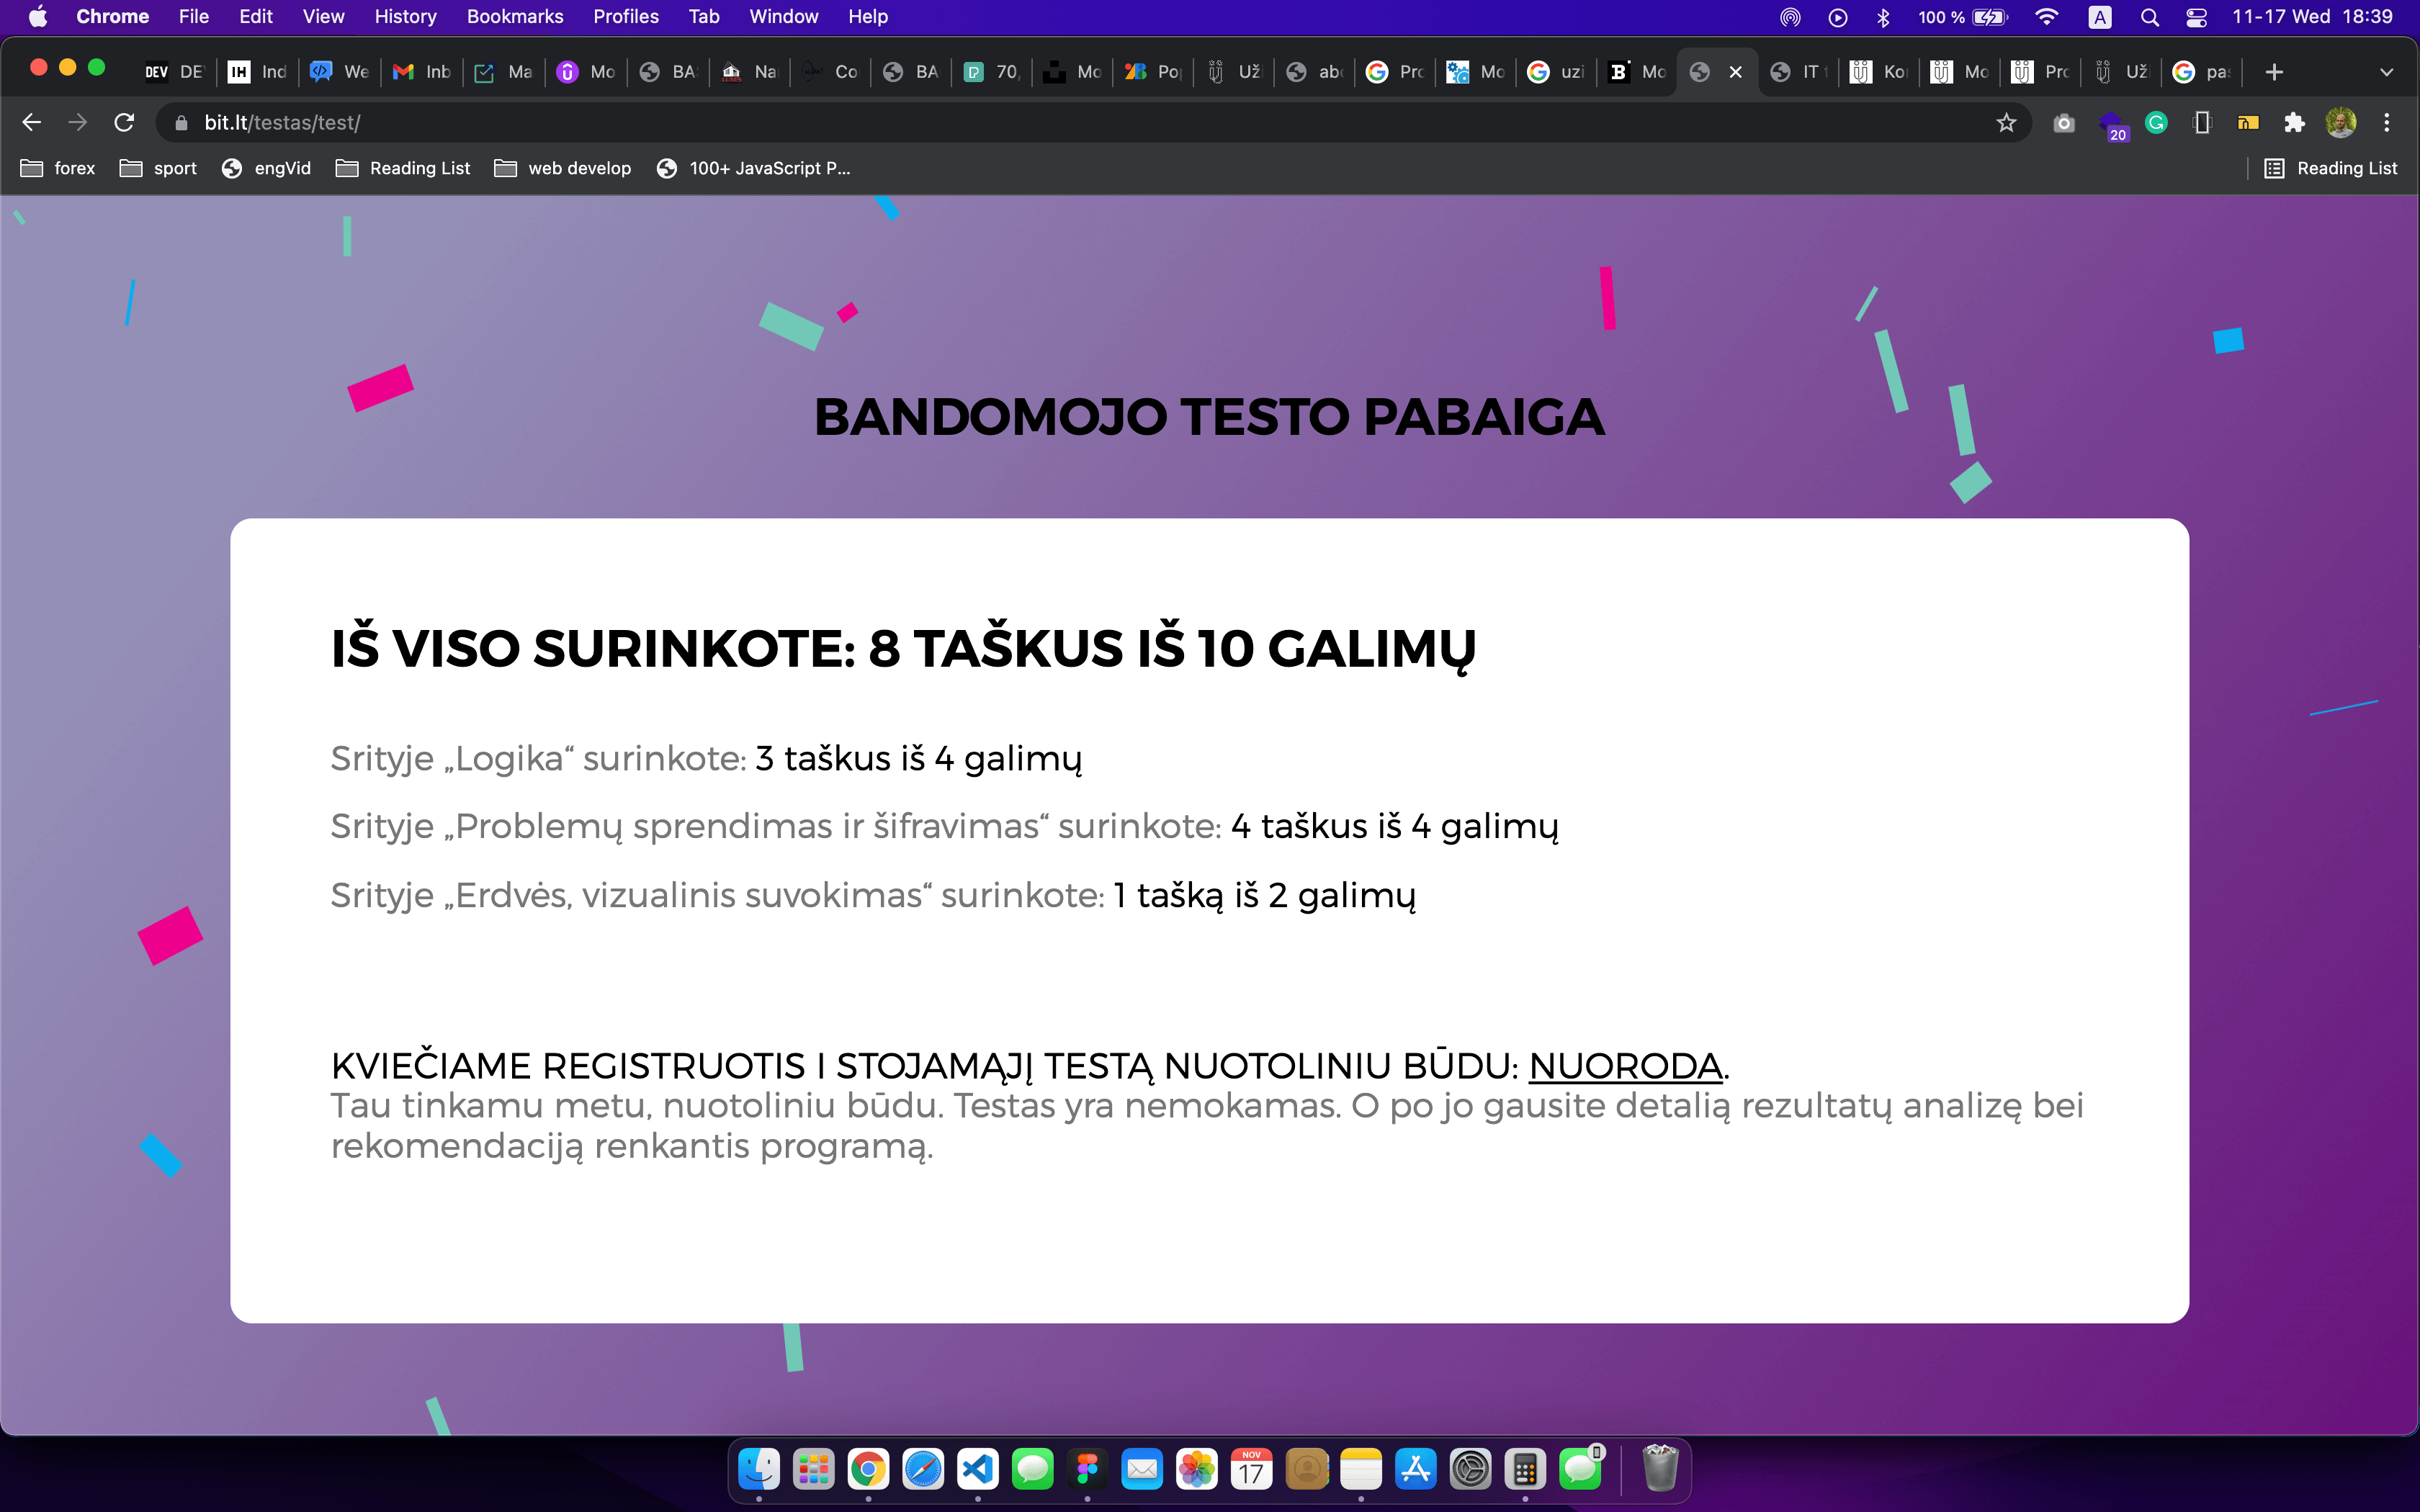 Chrome File Edit View History Bookmarks Profiles Tab Window Help 100 % A 11-17 Wed 18:39
DEV DE IH Ind We Inb Ma Mo BA Na Co BA 70, Mo Po Už abc Pro Mo uzi B Mo IT Ko Mo Pro Už pa
bit.lt/testas/test/ 20
forex sport engVid Reading List web develop 100+ JavaScript P... Reading List
BANDOMOJO TESTO PABAIGA
IŠ VISO SURINKOTE: 8 TAŠKUS IŠ 10 GALIMŲ
Srityje „Logika“ surinkote: 3 taškus iš 4 galimų
Srityje „Problemų sprendimas ir šifravimas“ surinkote: 4 taškus iš 4 galimų
Srityje „Erdvės, vizualinis suvokimas“ surinkote: 1 tašką iš 2 galimų
KVIEČIAME REGISTRUOTIS I STOJAMĄJĮ TESTĄ NUOTOLINIU BŪDU: NUORODA.
Tau tinkamu metu, nuotoliniu būdu. Testas yra nemokamas. O po jo gausite detalią rezultatų analizę bei
rekomendaciją renkantis programą.
NOV
17